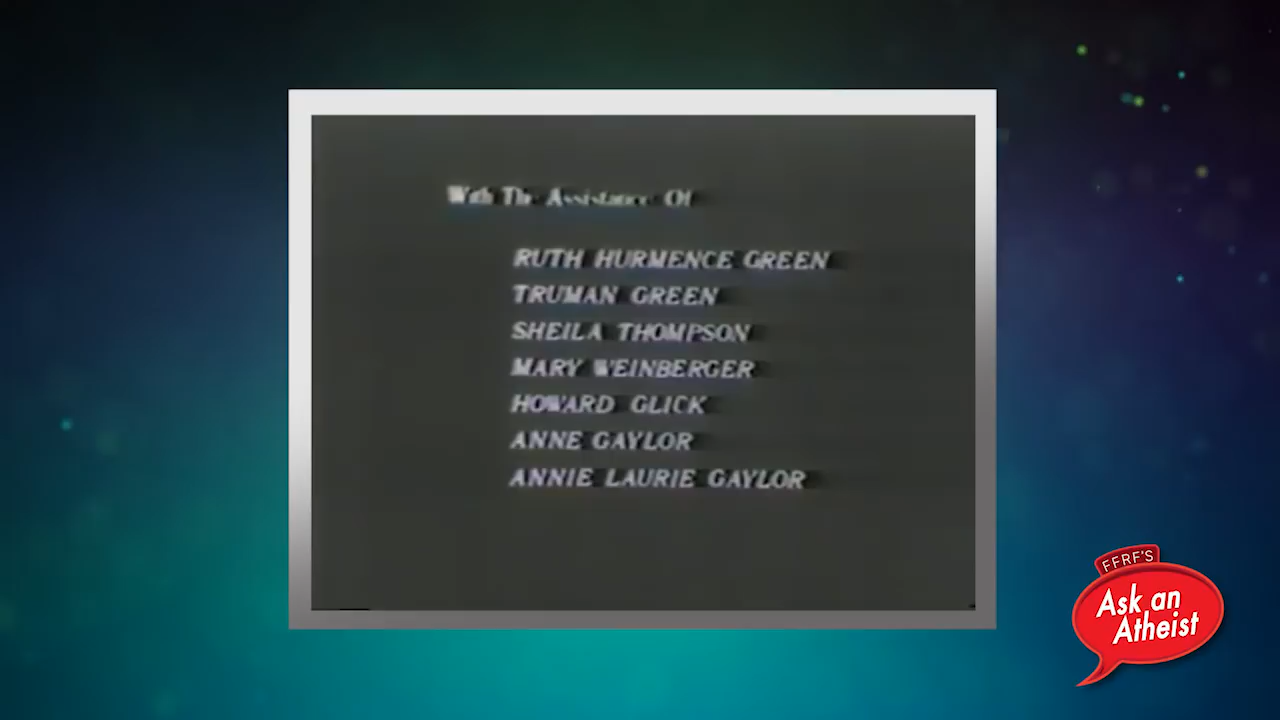 With The Assistance Of
RUTH HURMENCE GREEN
TRUMAN GREEN
SHEILA THOMPSON
MARY WEINBERGER
HOWARD GLICK
ANNE GAYLOR
ANNIE LAURIE GAYLOR
FFRF'S
Ask an
Atheist